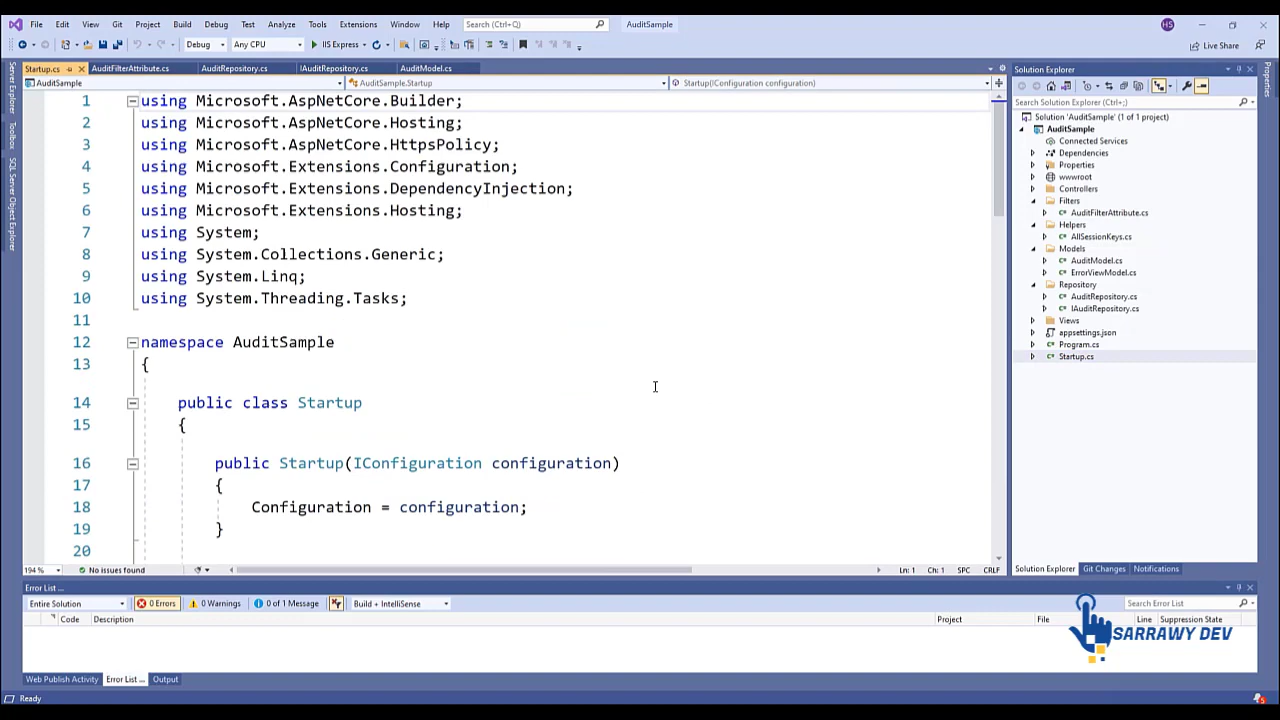 File Edit View Git Project Build Debug Test Analyze Tools Extensions Window Help Search (Ctrl+Q) AuditSample HS
Debug Any CPU IIS Express Live Share
Startup.cs AuditFilterAttribute.cs AuditRepository.cs IAuditRepository.cs AuditModel.cs
AuditSample AuditSample.Startup Startup(IConfiguration configuration)
Server Explorer
Toolbox
SQL Server Object Explorer
1 using Microsoft.AspNetCore.Builder;
2 using Microsoft.AspNetCore.Hosting;
3 using Microsoft.AspNetCore.HttpsPolicy;
4 using Microsoft.Extensions.Configuration;
5 using Microsoft.Extensions.DependencyInjection;
6 using Microsoft.Extensions.Hosting;
7 using System;
8 using System.Collections.Generic;
9 using System.Linq;
10 using System.Threading.Tasks;
11
12 namespace AuditSample
13 {
14 public class Startup
15 {
16 public Startup(IConfiguration configuration)
17 {
18 Configuration = configuration;
19 }
20
194 % No issues found Ln: 1 Ch: 1 SPC CRLF
Solution Explorer
Search Solution Explorer (Ctrl+;)
Solution 'AuditSample' (1 of 1 project)
AuditSample
Connected Services
Dependencies
Properties
wwwroot
Controllers
Filters
AuditFilterAttribute.cs
Helpers
AllSessionKeys.cs
Models
AuditModel.cs
ErrorViewModel.cs
Repository
AuditRepository.cs
IAuditRepository.cs
Views
appsettings.json
Program.cs
Startup.cs
Solution Explorer Git Changes Notifications
Properties
Error List ...
Entire Solution 0 Errors 0 Warnings 0 of 1 Message Build + IntelliSense Search Error List
Code Description Project File Line Suppression State
SARRAWY DEV
Web Publish Activity Error List ... Output
Ready